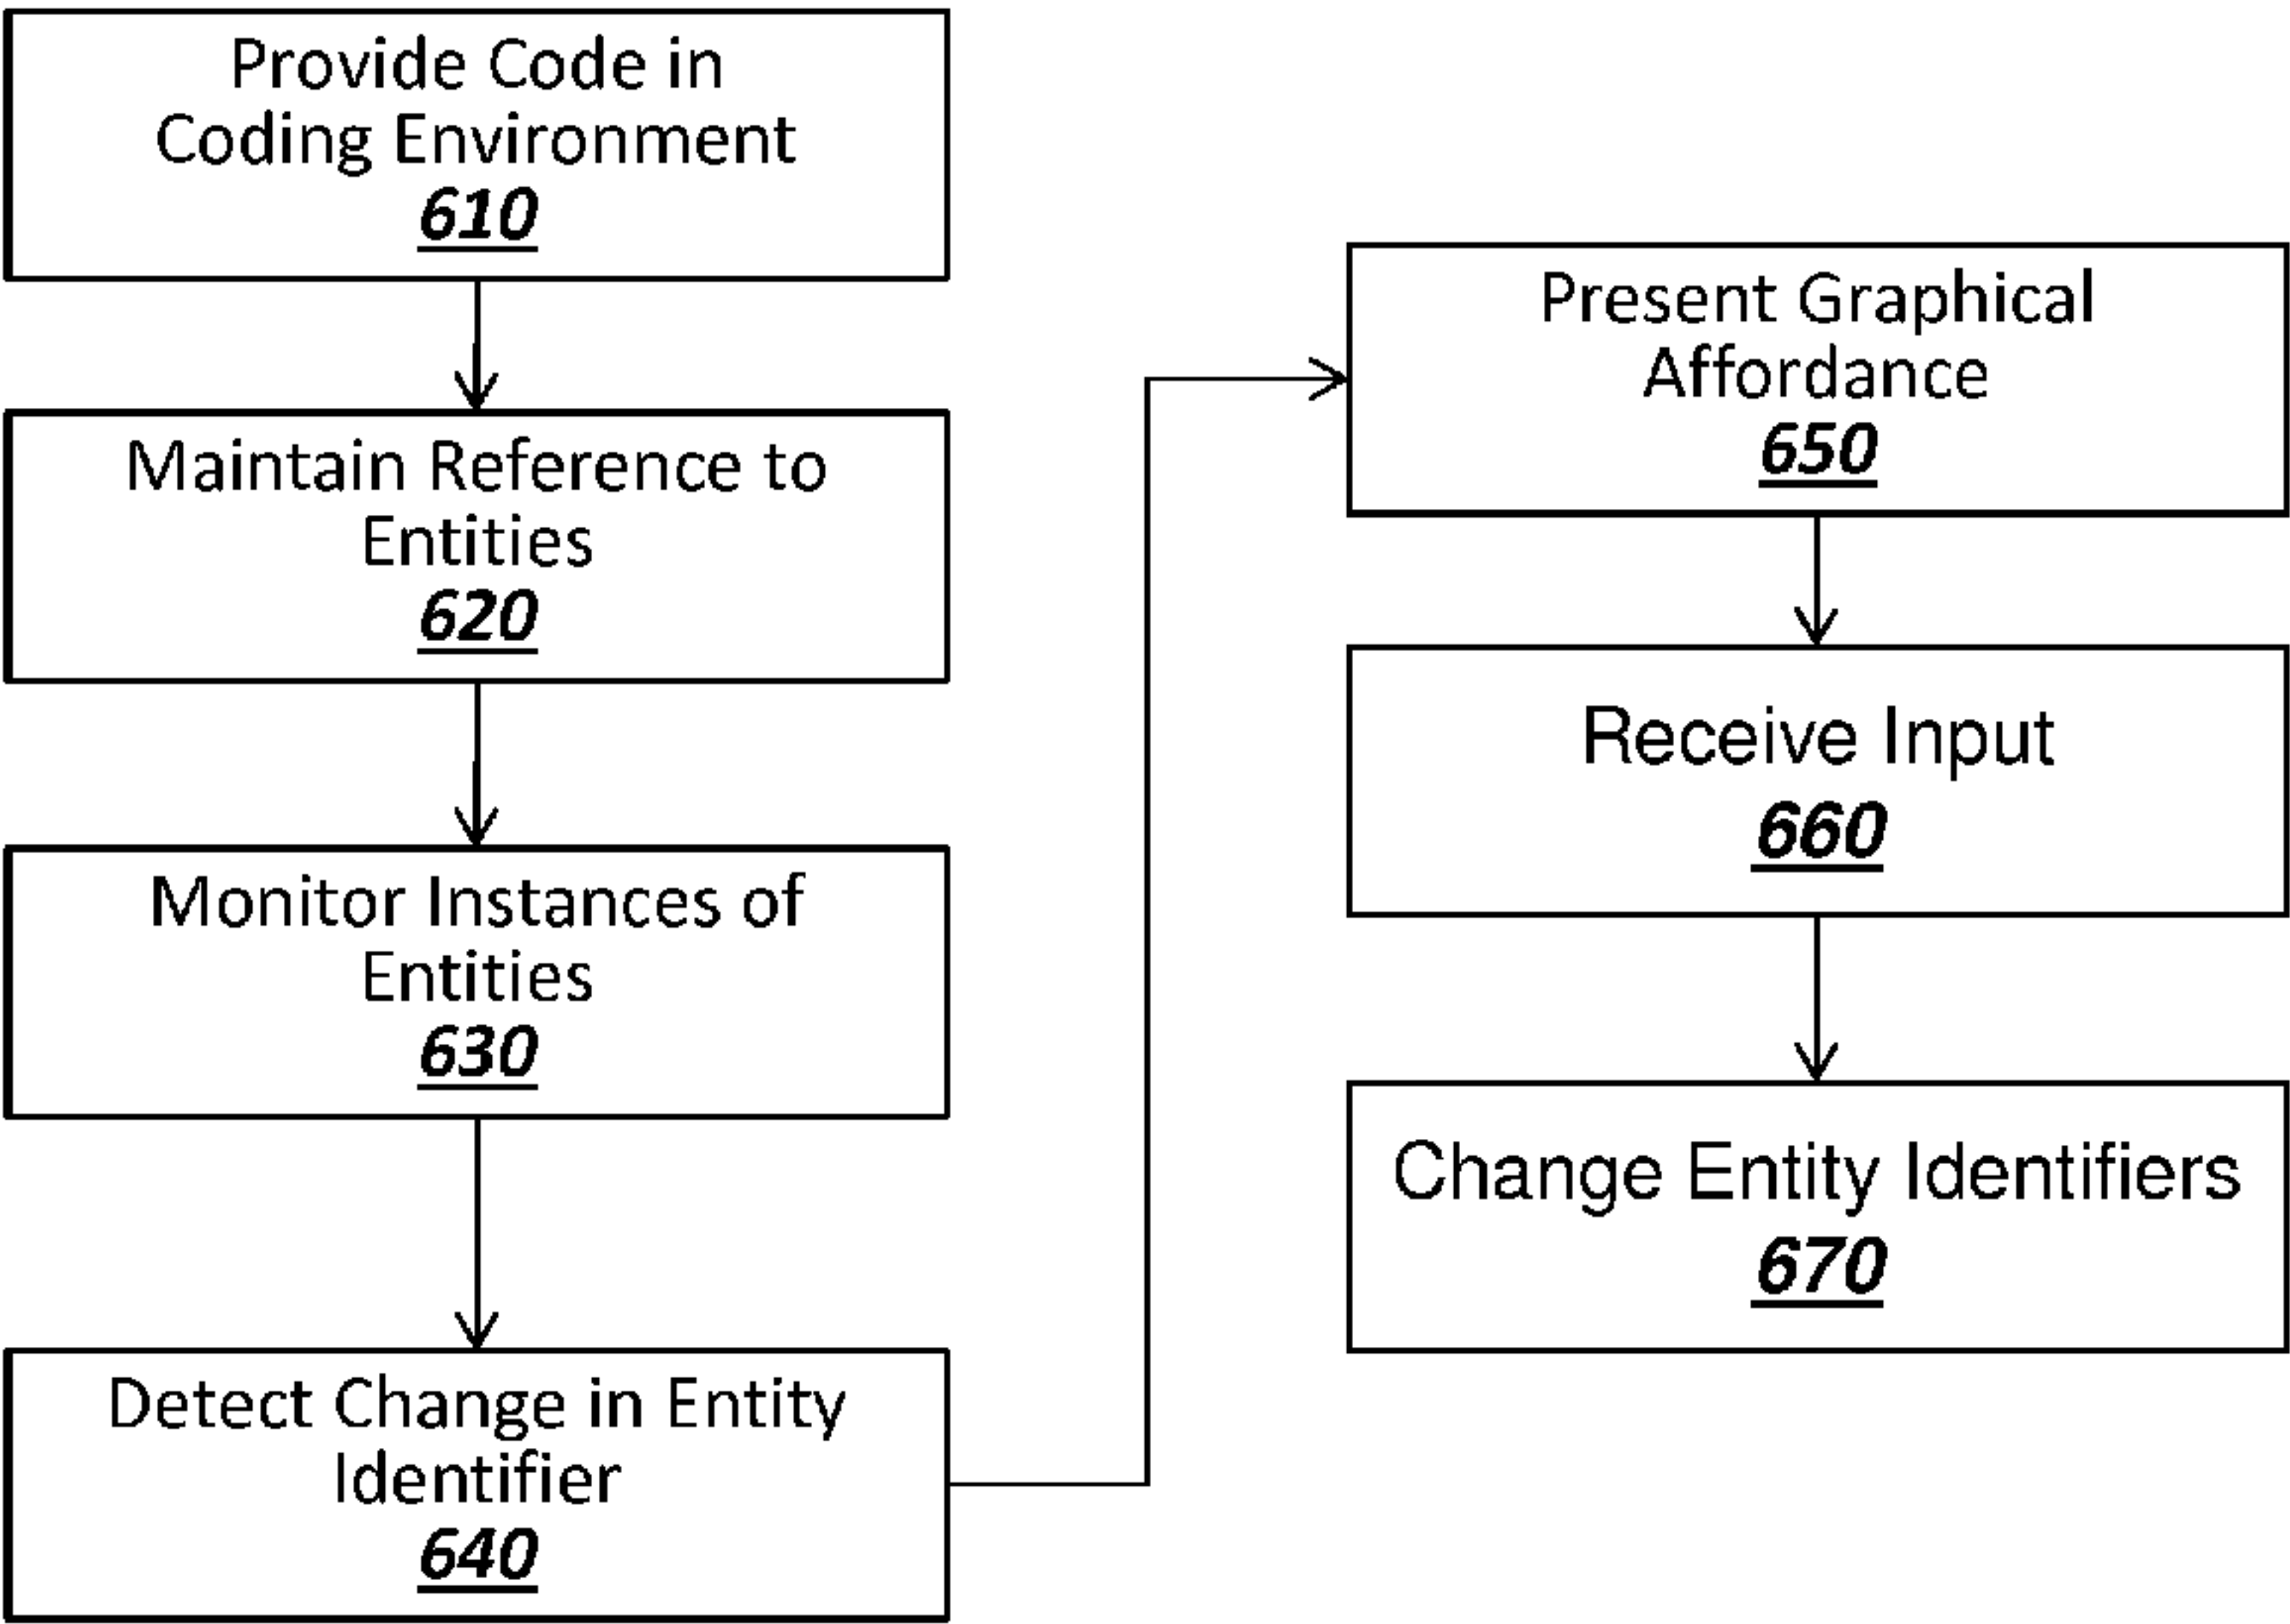 Provide Code in
Coding Environment
610
Maintain Reference to
Entities
620
Monitor Instances of
Entities
630
Detect Change in Entity
Identifier
640
Present Graphical
Affordance
650
Receive Input
660
Change Entity Identifiers
670